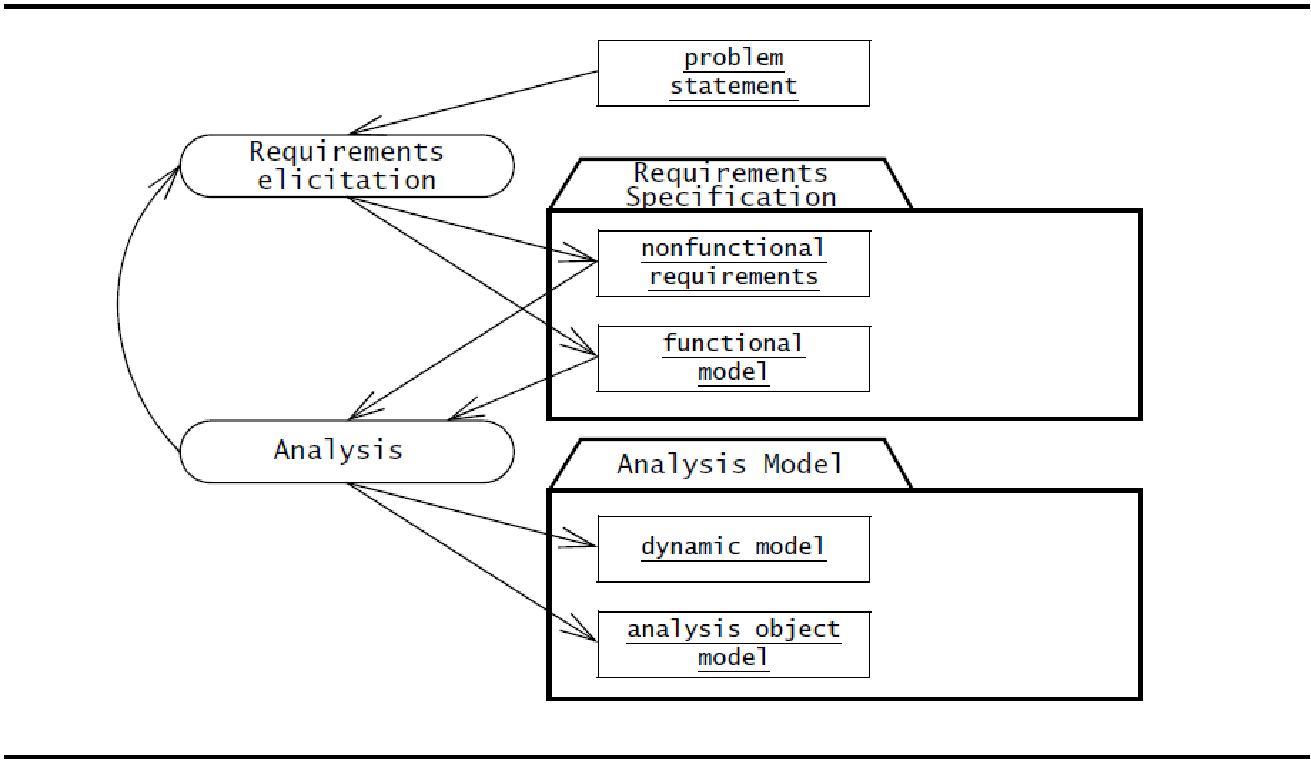 problem
statement
Requirements
elicitation
Requirements
Specification
nonfunctional
requirements
functional
model
Analysis
Analysis Model
dynamic model
analysis object
model